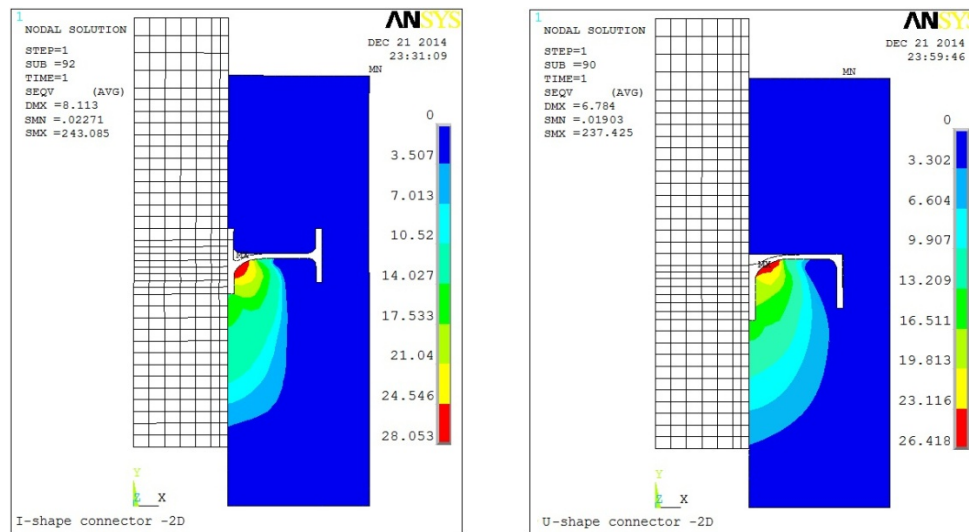 1
ANSYS
NODAL SOLUTION
DEC 21 2014
23:31:09
STEP=1
SUB =92
TIME=1
SEQV (AVG)
DMX =8.113
SMN =.02271
SMX =243.085
MN
MX
0
3.507
7.013
10.52
14.027
17.533
21.04
24.546
28.053
Y
Z X
I-shape connector -2D
1
ANSYS
NODAL SOLUTION
DEC 21 2014
23:59:46
STEP=1
SUB =90
TIME=1
SEQV (AVG)
DMX =6.784
SMN =.01903
SMX =237.425
MN
MX
0
3.302
6.604
9.907
13.209
16.511
19.813
23.116
26.418
Y
Z X
U-shape connector -2D